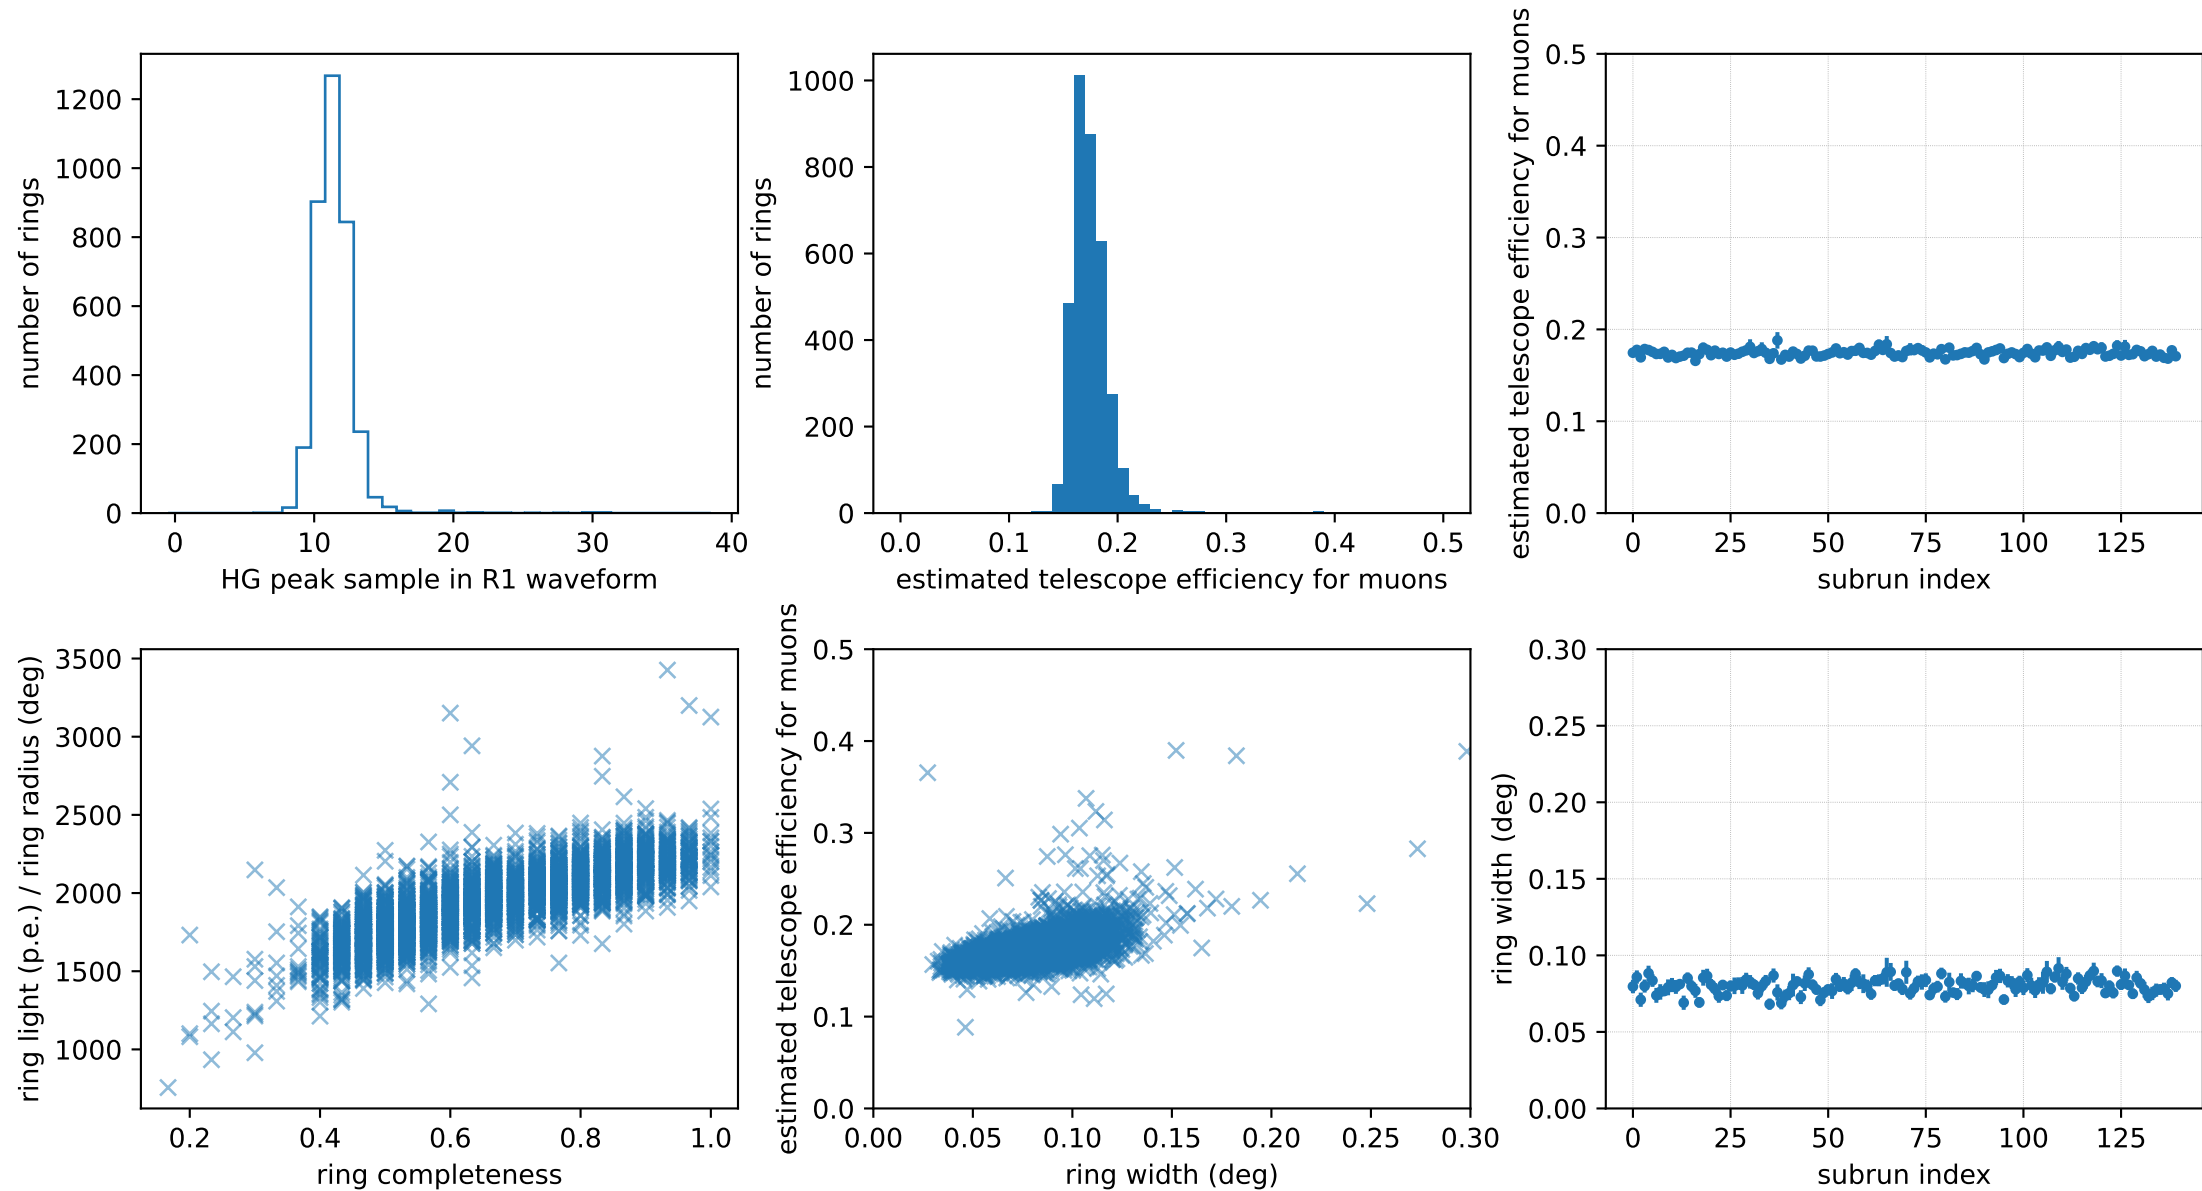 number of rings
1200
1000
800
600
400
200
0
0 10 20 30 40
HG peak sample in R1 waveform
number of rings
1000
800
600
400
200
0
0.0 0.1 0.2 0.3 0.4 0.5
estimated telescope efficiency for muons
estimated telescope efficiency for muons
0.5
0.4
0.3
0.2
0.1
0.0
0 25 50 75 100 125
subrun index
ring light (p.e.) / ring radius (deg)
3500
3000
2500
2000
1500
1000
0.2 0.4 0.6 0.8 1.0
ring completeness
estimated telescope efficiency for muons
0.5
0.4
0.3
0.2
0.1
0.0
0.00 0.05 0.10 0.15 0.20 0.25 0.30
ring width (deg)
ring width (deg)
0.30
0.25
0.20
0.15
0.10
0.05
0.00
0 25 50 75 100 125
subrun index